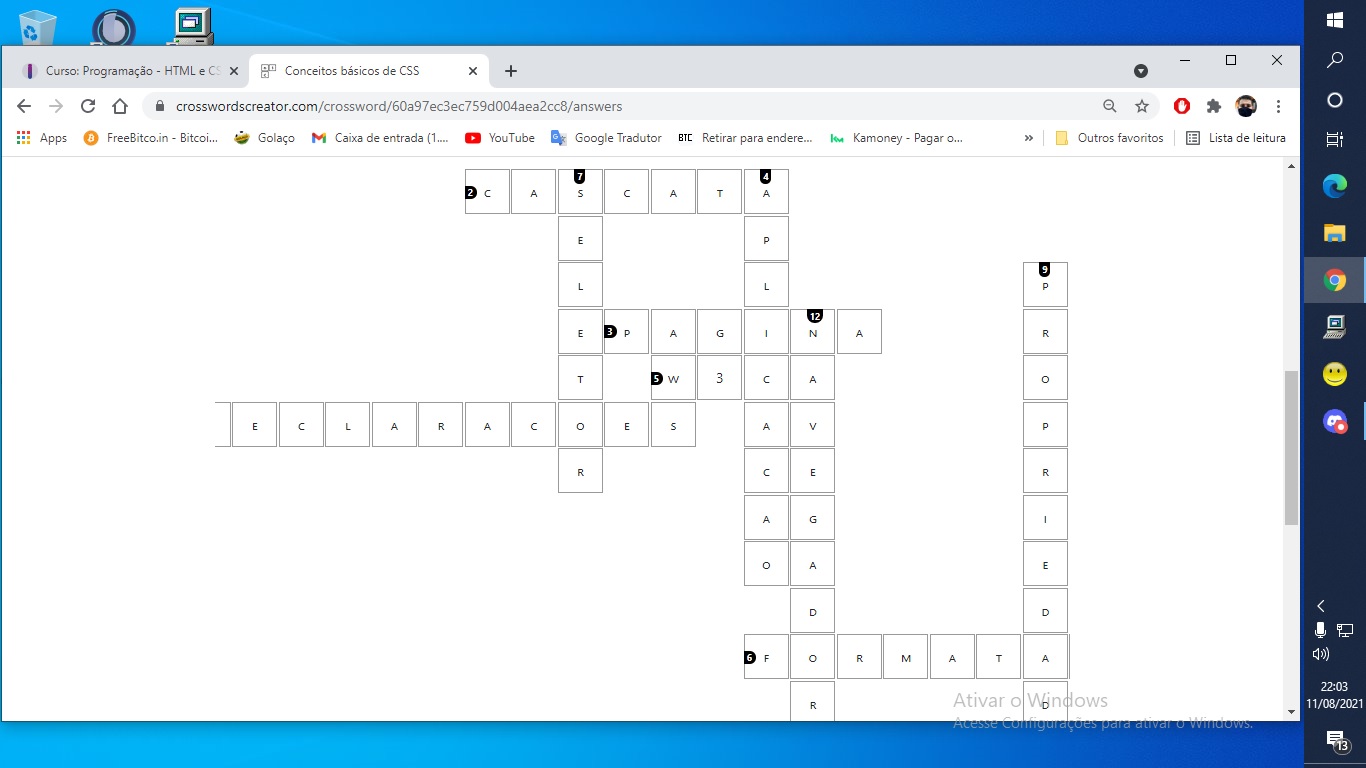 Curso: Programação - HTML e CS
Conceitos básicos de CSS
crosswordscreator.com/crossword/60a97ec3ec759d004aea2cc8/answers
Apps FreeBitco.in - Bitcoi... Golaço Caixa de entrada (1.... YouTube Google Tradutor BTC Retirar para endere... Kamoney - Pagar o... » Outros favoritos Lista de leitura
7 4
2 C A S C A T A
E P
9
L L P
12
E 3 P A G I N A R
T 5 W 3 C A O
E C L A R A C O E S A V P
R C E R
A G I
O A E
D D
6 F O R M A T A
R D
Ativar o Windows
Acesse Configurações para ativar o Windows.
22:03
11/08/2021
13